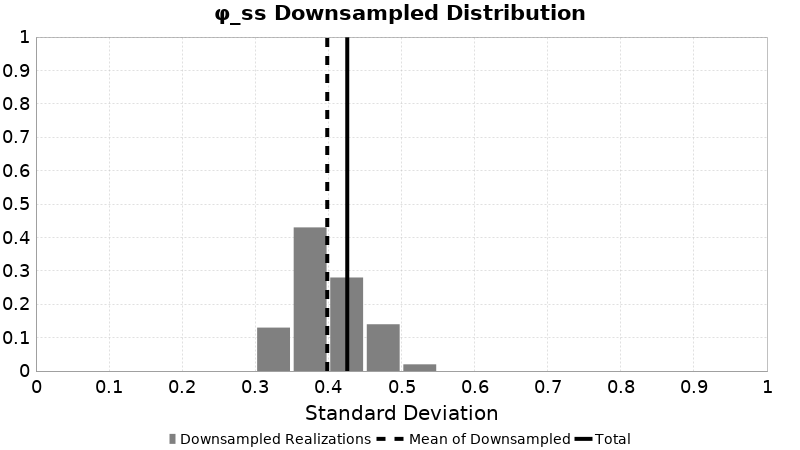 φ_ss Downsampled Distribution
1
0.9
0.8
0.7
0.6
0.5
0.4
0.3
0.2
0.1
0
0 0.1 0.2 0.3 0.4 0.5 0.6 0.7 0.8 0.9 1
Standard Deviation
Downsampled Realizations Mean of Downsampled Total